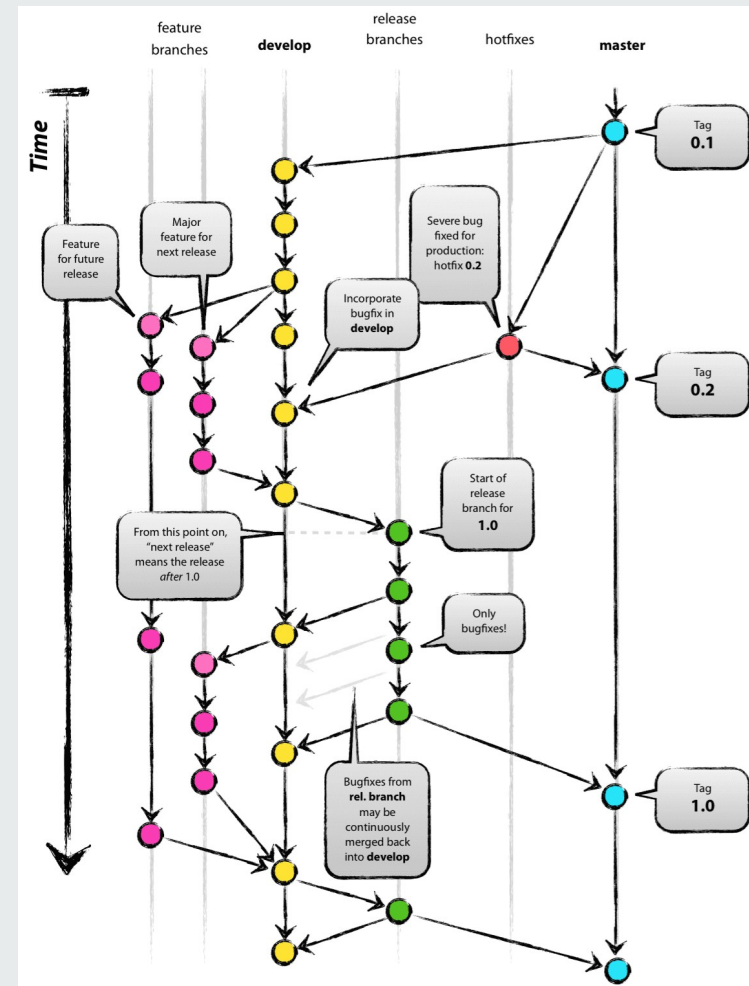 feature
branches
develop
release
branches
hotfixes
master
Time
Tag
0.1
Feature
for future
release
Major
feature for
next release
Severe bug
fixed for
production:
hotfix 0.2
Incorporate
bugfix in
develop
Tag
0.2
Start of
release
branch for
1.0
From this point on,
“next release”
means the release
after 1.0
Only
bugfixes!
Bugfixes from
rel. branch
may be
continuously
merged back
into develop
Tag
1.0